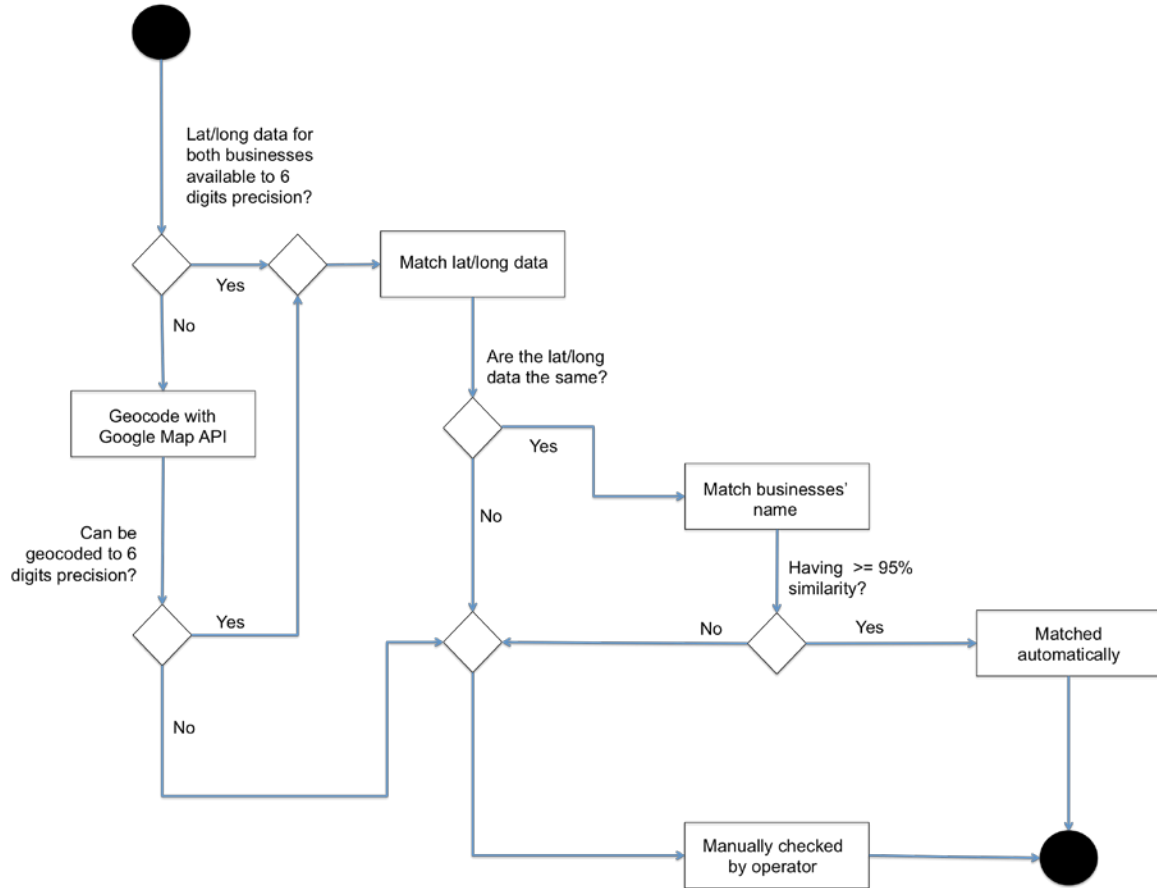 Lat/long data for
both businesses
available to 6
digits precision?
Yes
Match lat/long data
No
Are the lat/long
data the same?
Geocode with
Google Map API
Yes
Match businesses'
name
No
Can be
geocoded to 6
digits precision?
Having >= 95%
similarity?
Yes
No
Yes
Matched
automatically
No
Manually checked
by operator